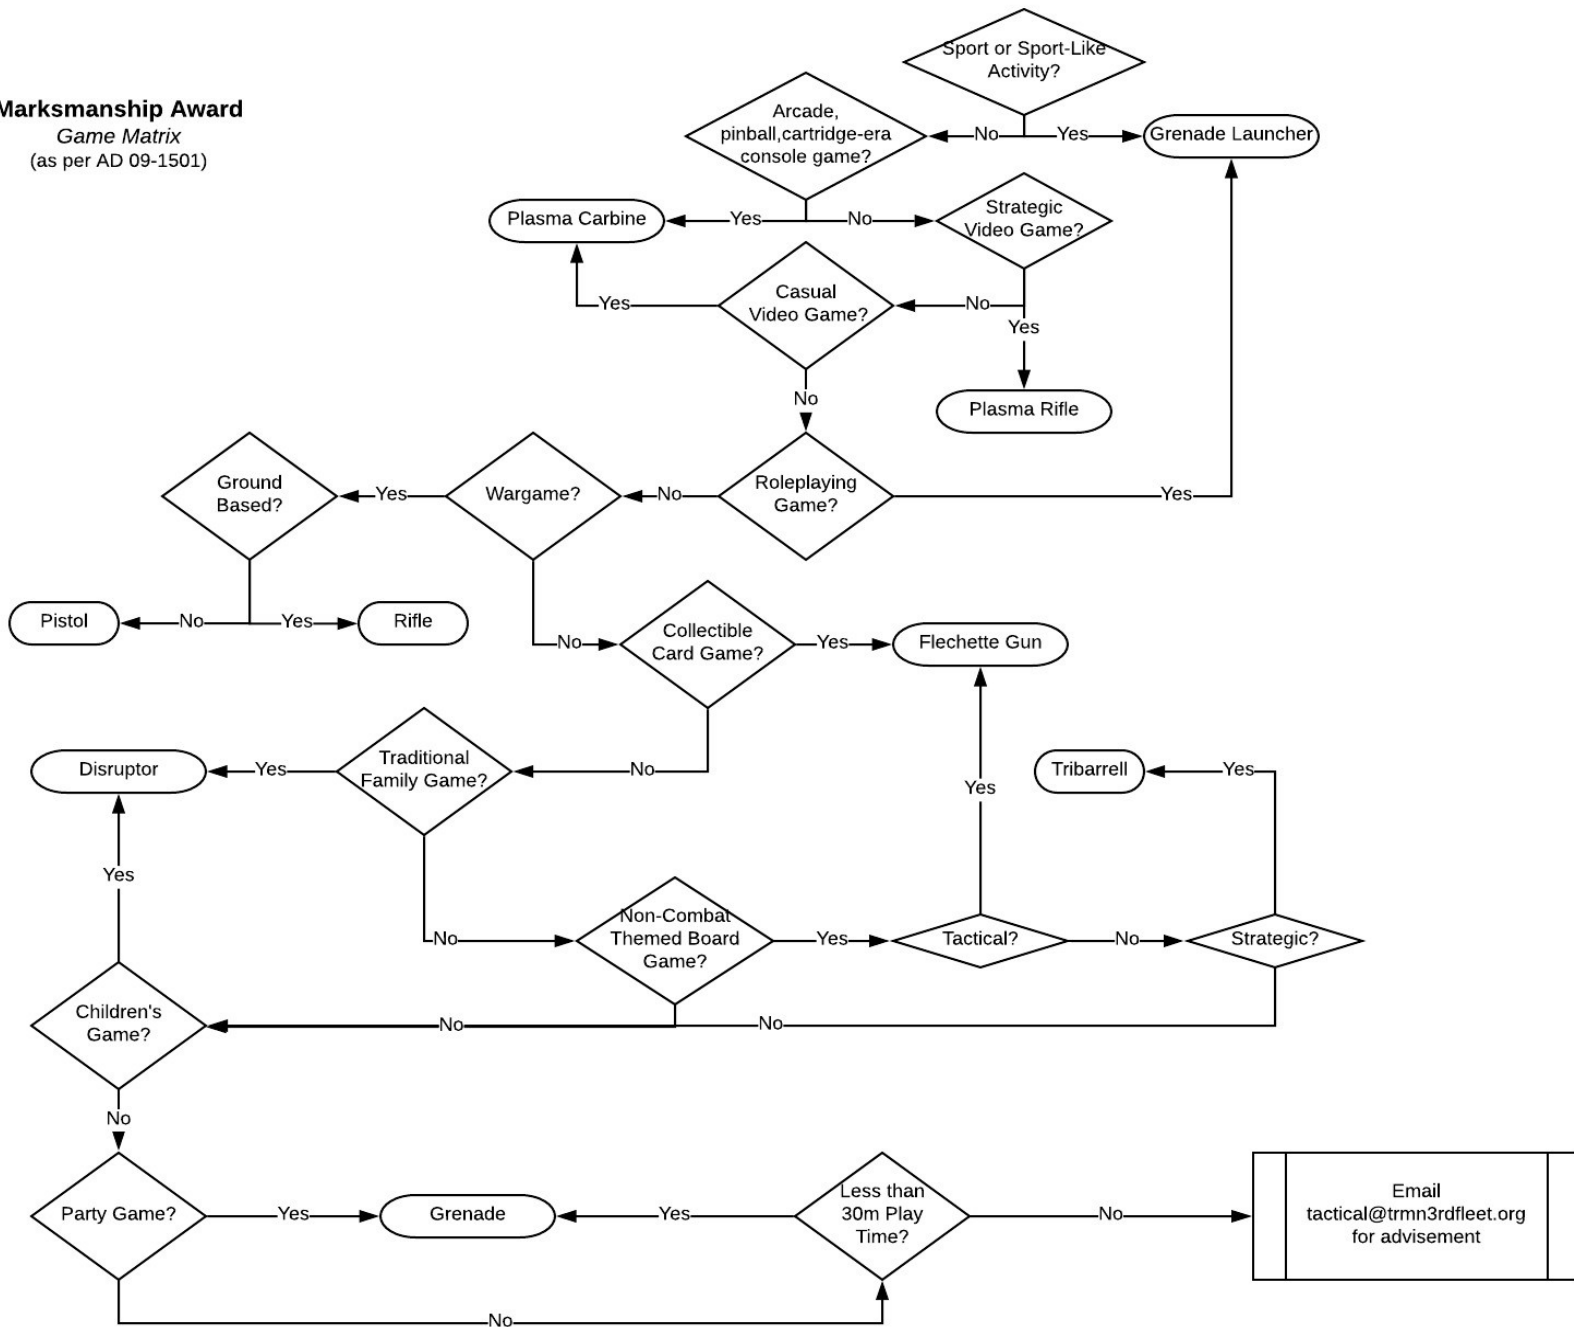 Marksmanship Award
Game Matrix
(as per AD 09-1501)
Sport or Sport-Like
Activity?
Arcade,
pinball,cartridge-era
console game?
No
Yes
Grenade Launcher
Plasma Carbine
Yes
No
Strategic
Video Game?
Yes
Casual
Video Game?
No
Yes
No
Plasma Rifle
Ground
Based?
Yes
Wargame?
No
Roleplaying
Game?
Yes
Pistol
No
Yes
Rifle
No
Collectible
Card Game?
Yes
Flechette Gun
Disruptor
Yes
Traditional
Family Game?
No
Yes
Tribarrell
Yes
Yes
No
Non-Combat
Themed Board
Game?
Yes
Tactical?
No
Strategic?
Children's
Game?
No
No
No
Party Game?
Yes
Grenade
Yes
Less than
30m Play
Time?
No
Email
tactical@trmn3rdfleet.org
for advisement
No